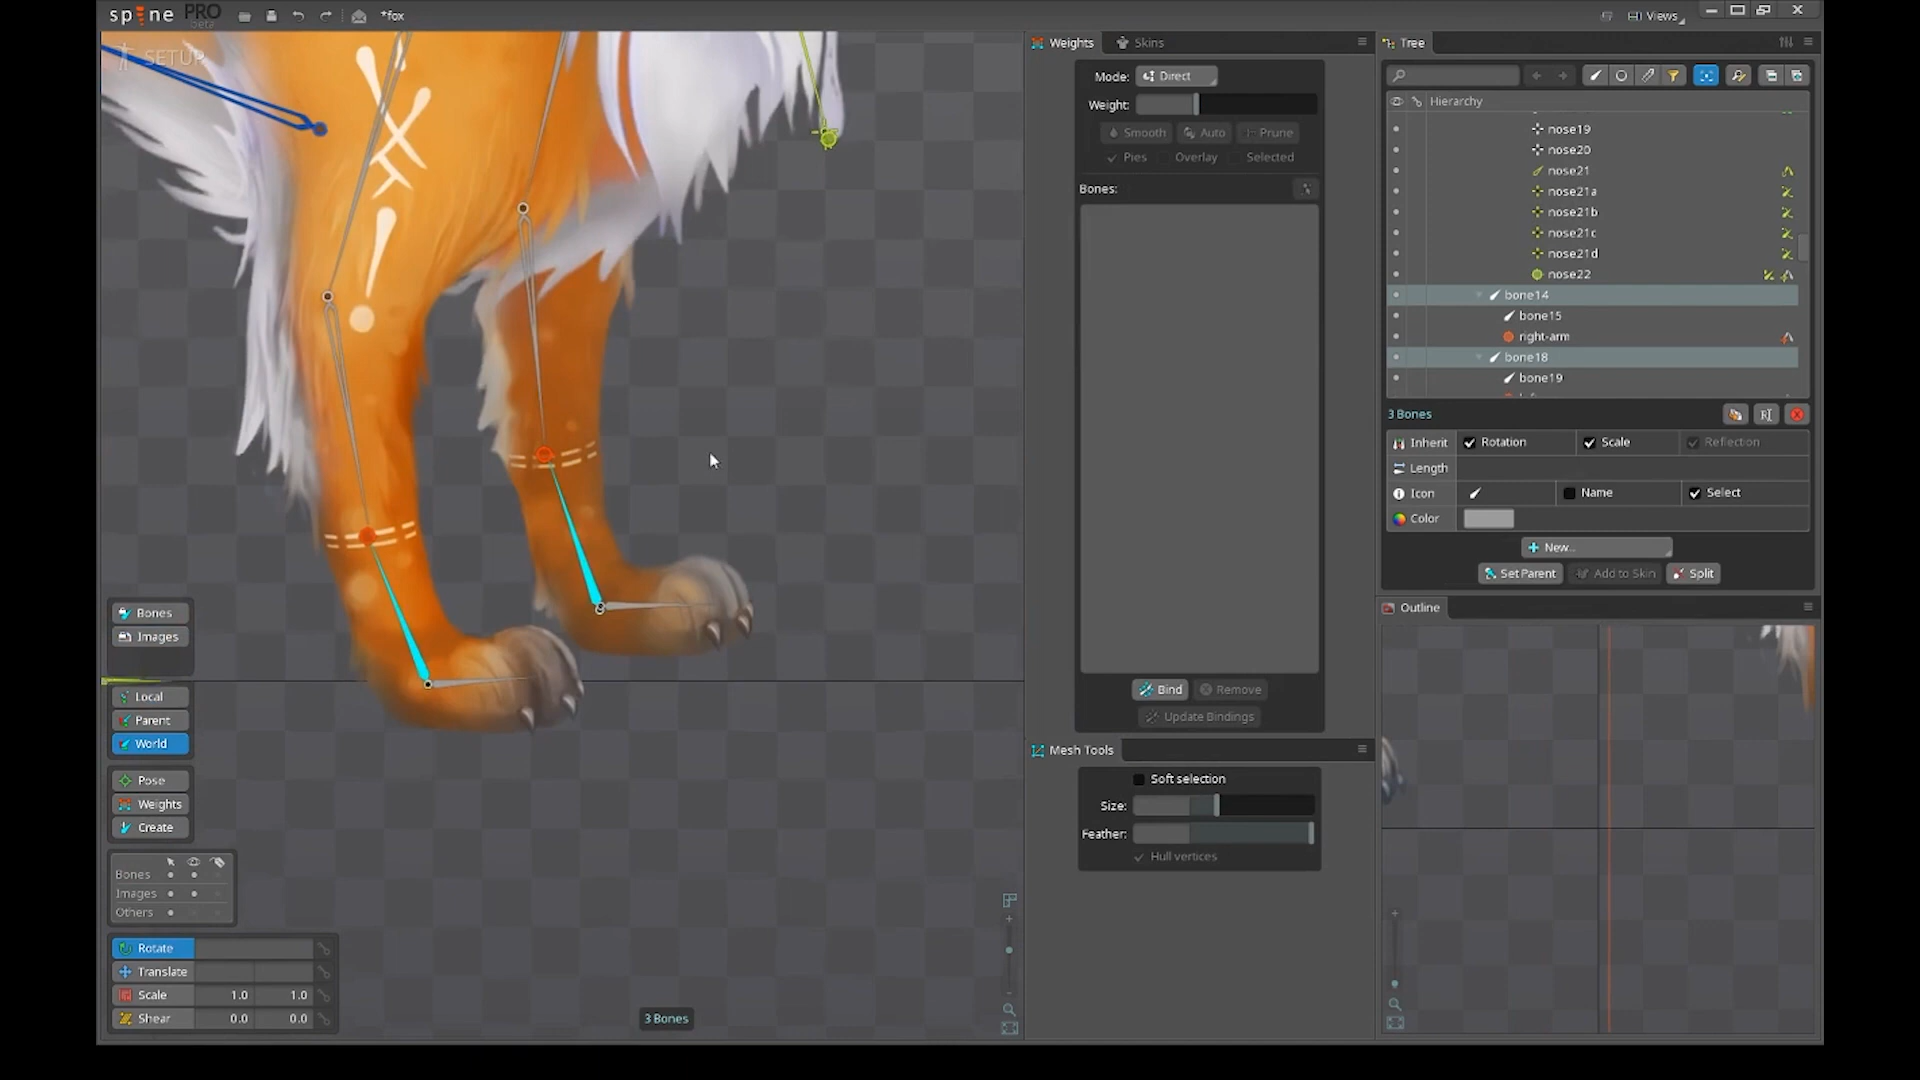 spine PRO beta
*fox
Views
SETUP
Bones
Images
Local
Parent
World
Pose
Weights
Create
Bones
Images
Others
Rotate
Translate
Scale 1.0 1.0
Shear 0.0 0.0
3 Bones
Weights Skins
Mode: Direct
Weight:
Smooth Auto Prune
Pies Overlay Selected
Bones:
Bind Remove
Update Bindings
Mesh Tools
Soft selection
Size:
Feather:
Hull vertices
Tree
Hierarchy
nose19
nose20
nose21
nose21a
nose21b
nose21c
nose21d
nose22
bone14
bone15
right-arm
bone18
bone19
3 Bones
Inherit Rotation Scale Reflection
Length
Icon Name Select
Color
New...
Set Parent Add to Skin Split
Outline